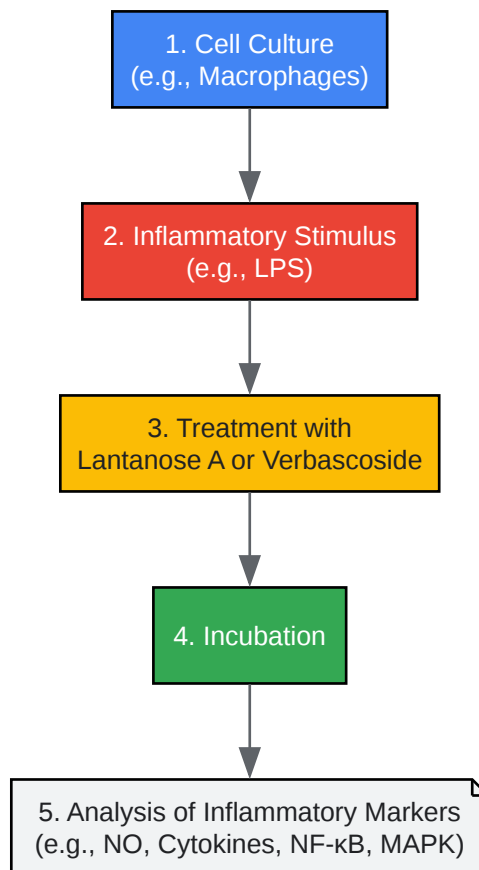 1. Cell Culture
(e.g., Macrophages)
2. Inflammatory Stimulus
(e.g., LPS)
3. Treatment with
Lantanose A or Verbascoside
4. Incubation
5. Analysis of Inflammatory Markers
(e.g., NO, Cytokines, NF-κB, MAPK)